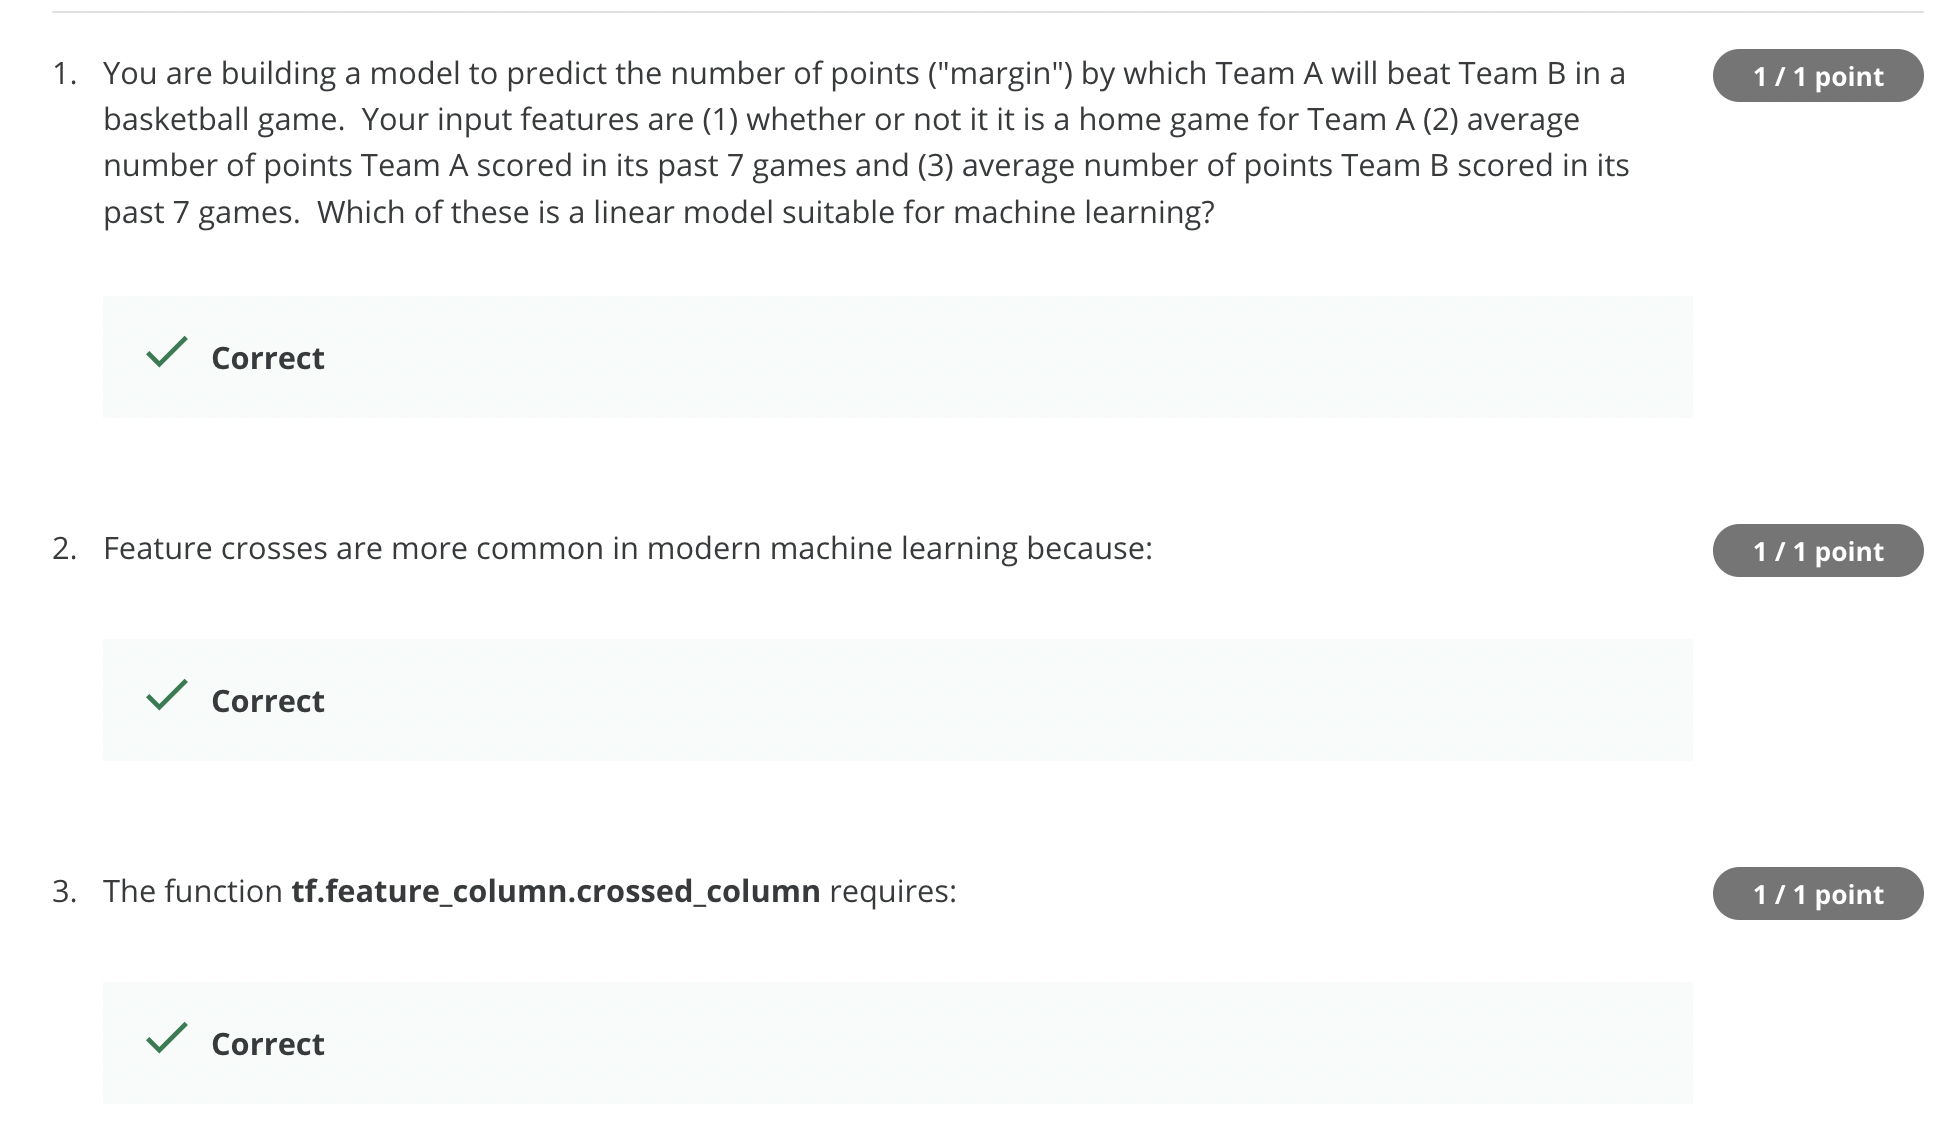 1. You are building a model to predict the number of points ("margin") by which Team A will beat Team B in a 1 / 1 point
basketball game.  Your input features are (1) whether or not it it is a home game for Team A (2) average
number of points Team A scored in its past 7 games and (3) average number of points Team B scored in its
past 7 games.  Which of these is a linear model suitable for machine learning?
Correct
2. Feature crosses are more common in modern machine learning because: 1 / 1 point
Correct
3. The function tf.feature_column.crossed_column requires: 1 / 1 point
Correct